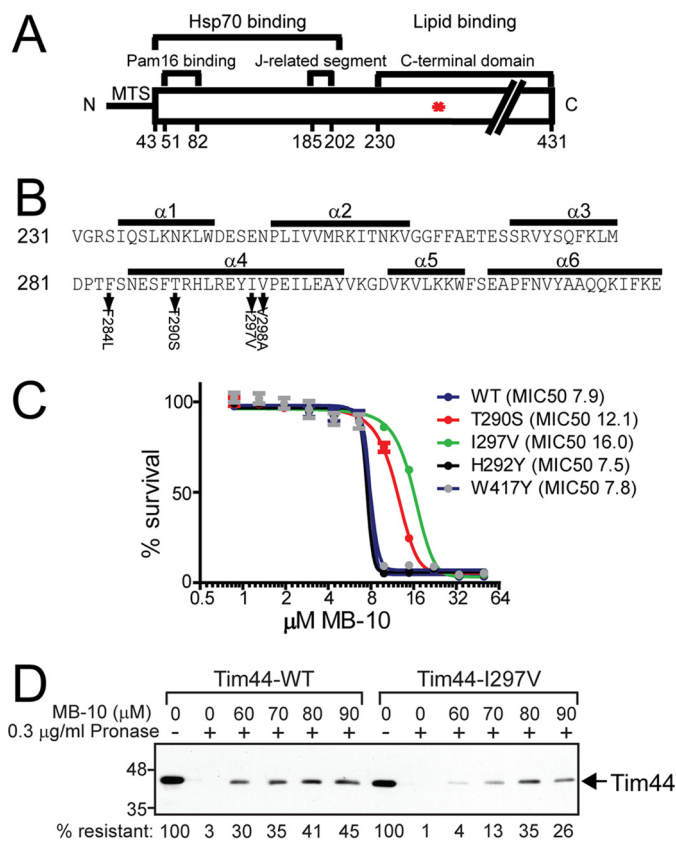 A
Hsp70 binding
Lipid binding
Pam16 binding
J-related segment
C-terminal domain
N
MTS
*
C
43 51 82 185 202 230 431
B
α1 α2 α3
231 VGRSIQSLKNKLWDESENPLIVVMRKITNKVGGFFAETESSRVYSQFKLM
α4 α5 α6
281 DPTFSNESFTRHLREYIVPEILEAYVKGDVKVLKKWFSEAPFNVYAAQQKIFKE
F284L
T290S
I297V
V298A
C
100
50
0
% survival
0.5 1 2 4 8 16 32 64
µM MB-10
WT (MIC50 7.9)
T290S (MIC50 12.1)
I297V (MIC50 16.0)
H292Y (MIC50 7.5)
W417Y (MIC50 7.8)
D
Tim44-WT Tim44-I297V
MB-10 (µM) 0 0 60 70 80 90 0 0 60 70 80 90
0.3 µg/ml Pronase - + + + + + - + + + + +
48
35
Tim44
% resistant: 100 3 30 35 41 45 100 1 4 13 35 26